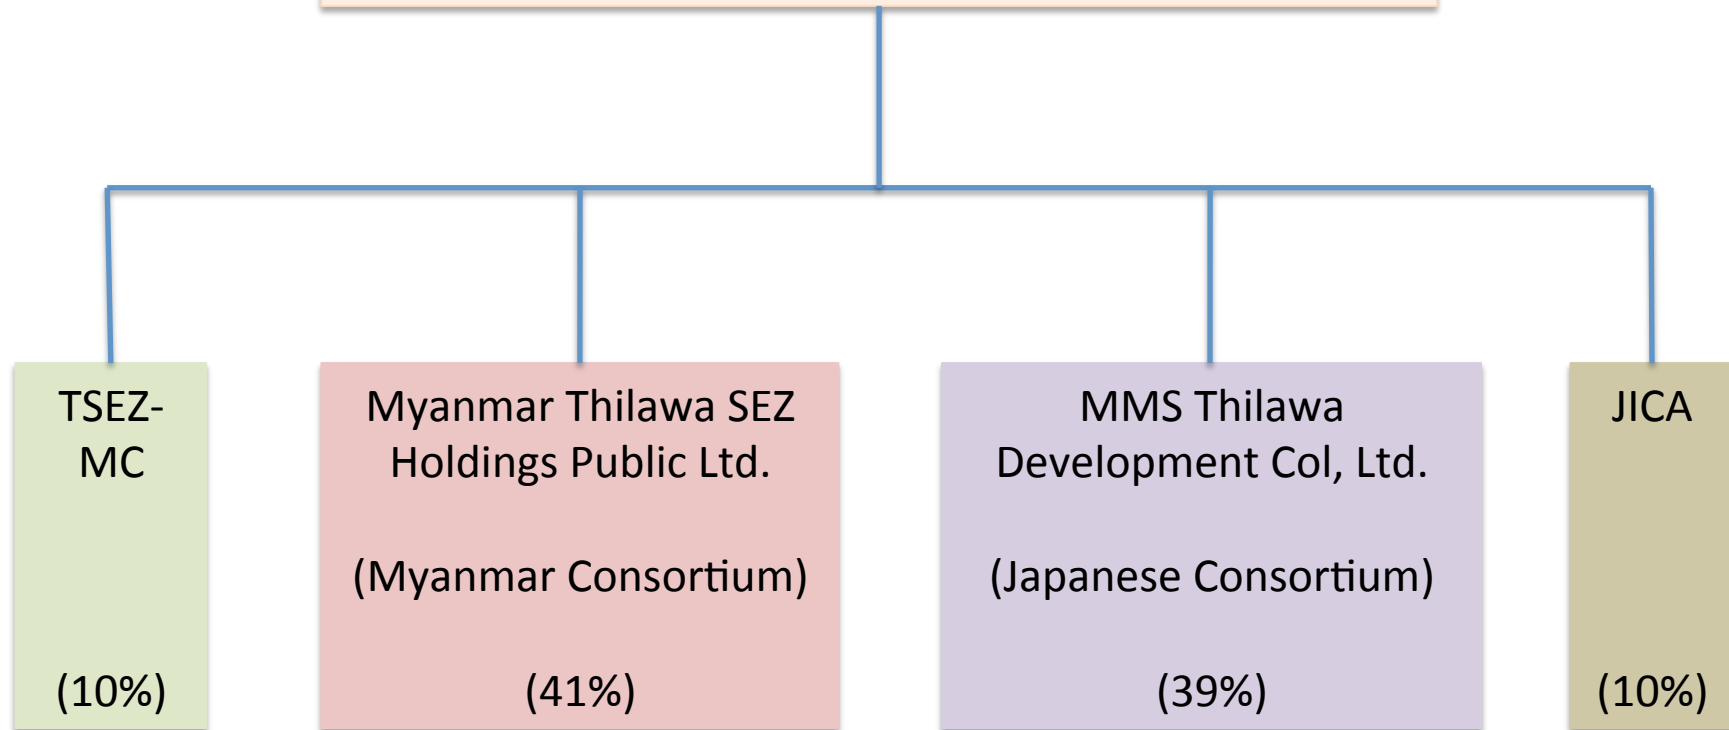 TSEZ-
MC
(10%)
Myanmar Thilawa SEZ
Holdings Public Ltd.
(Myanmar Consortium)
(41%)
MMS Thilawa
Development Col, Ltd.
(Japanese Consortium)
(39%)
JICA
(10%)